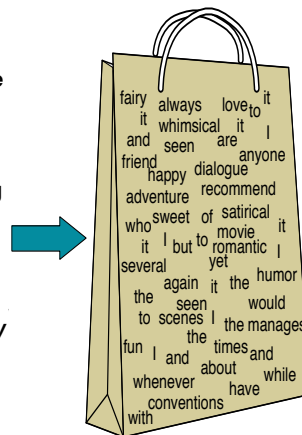 fairy always love to it
it whimsical it I
and seen are anyone
friend happy dialogue
adventure recommend
who sweet of satirical it
it I but to movie romantic I
several yet
again it the humor
the seen would
to scenes I the manages
fun I and the times and
about while
whenever have
conventions
with